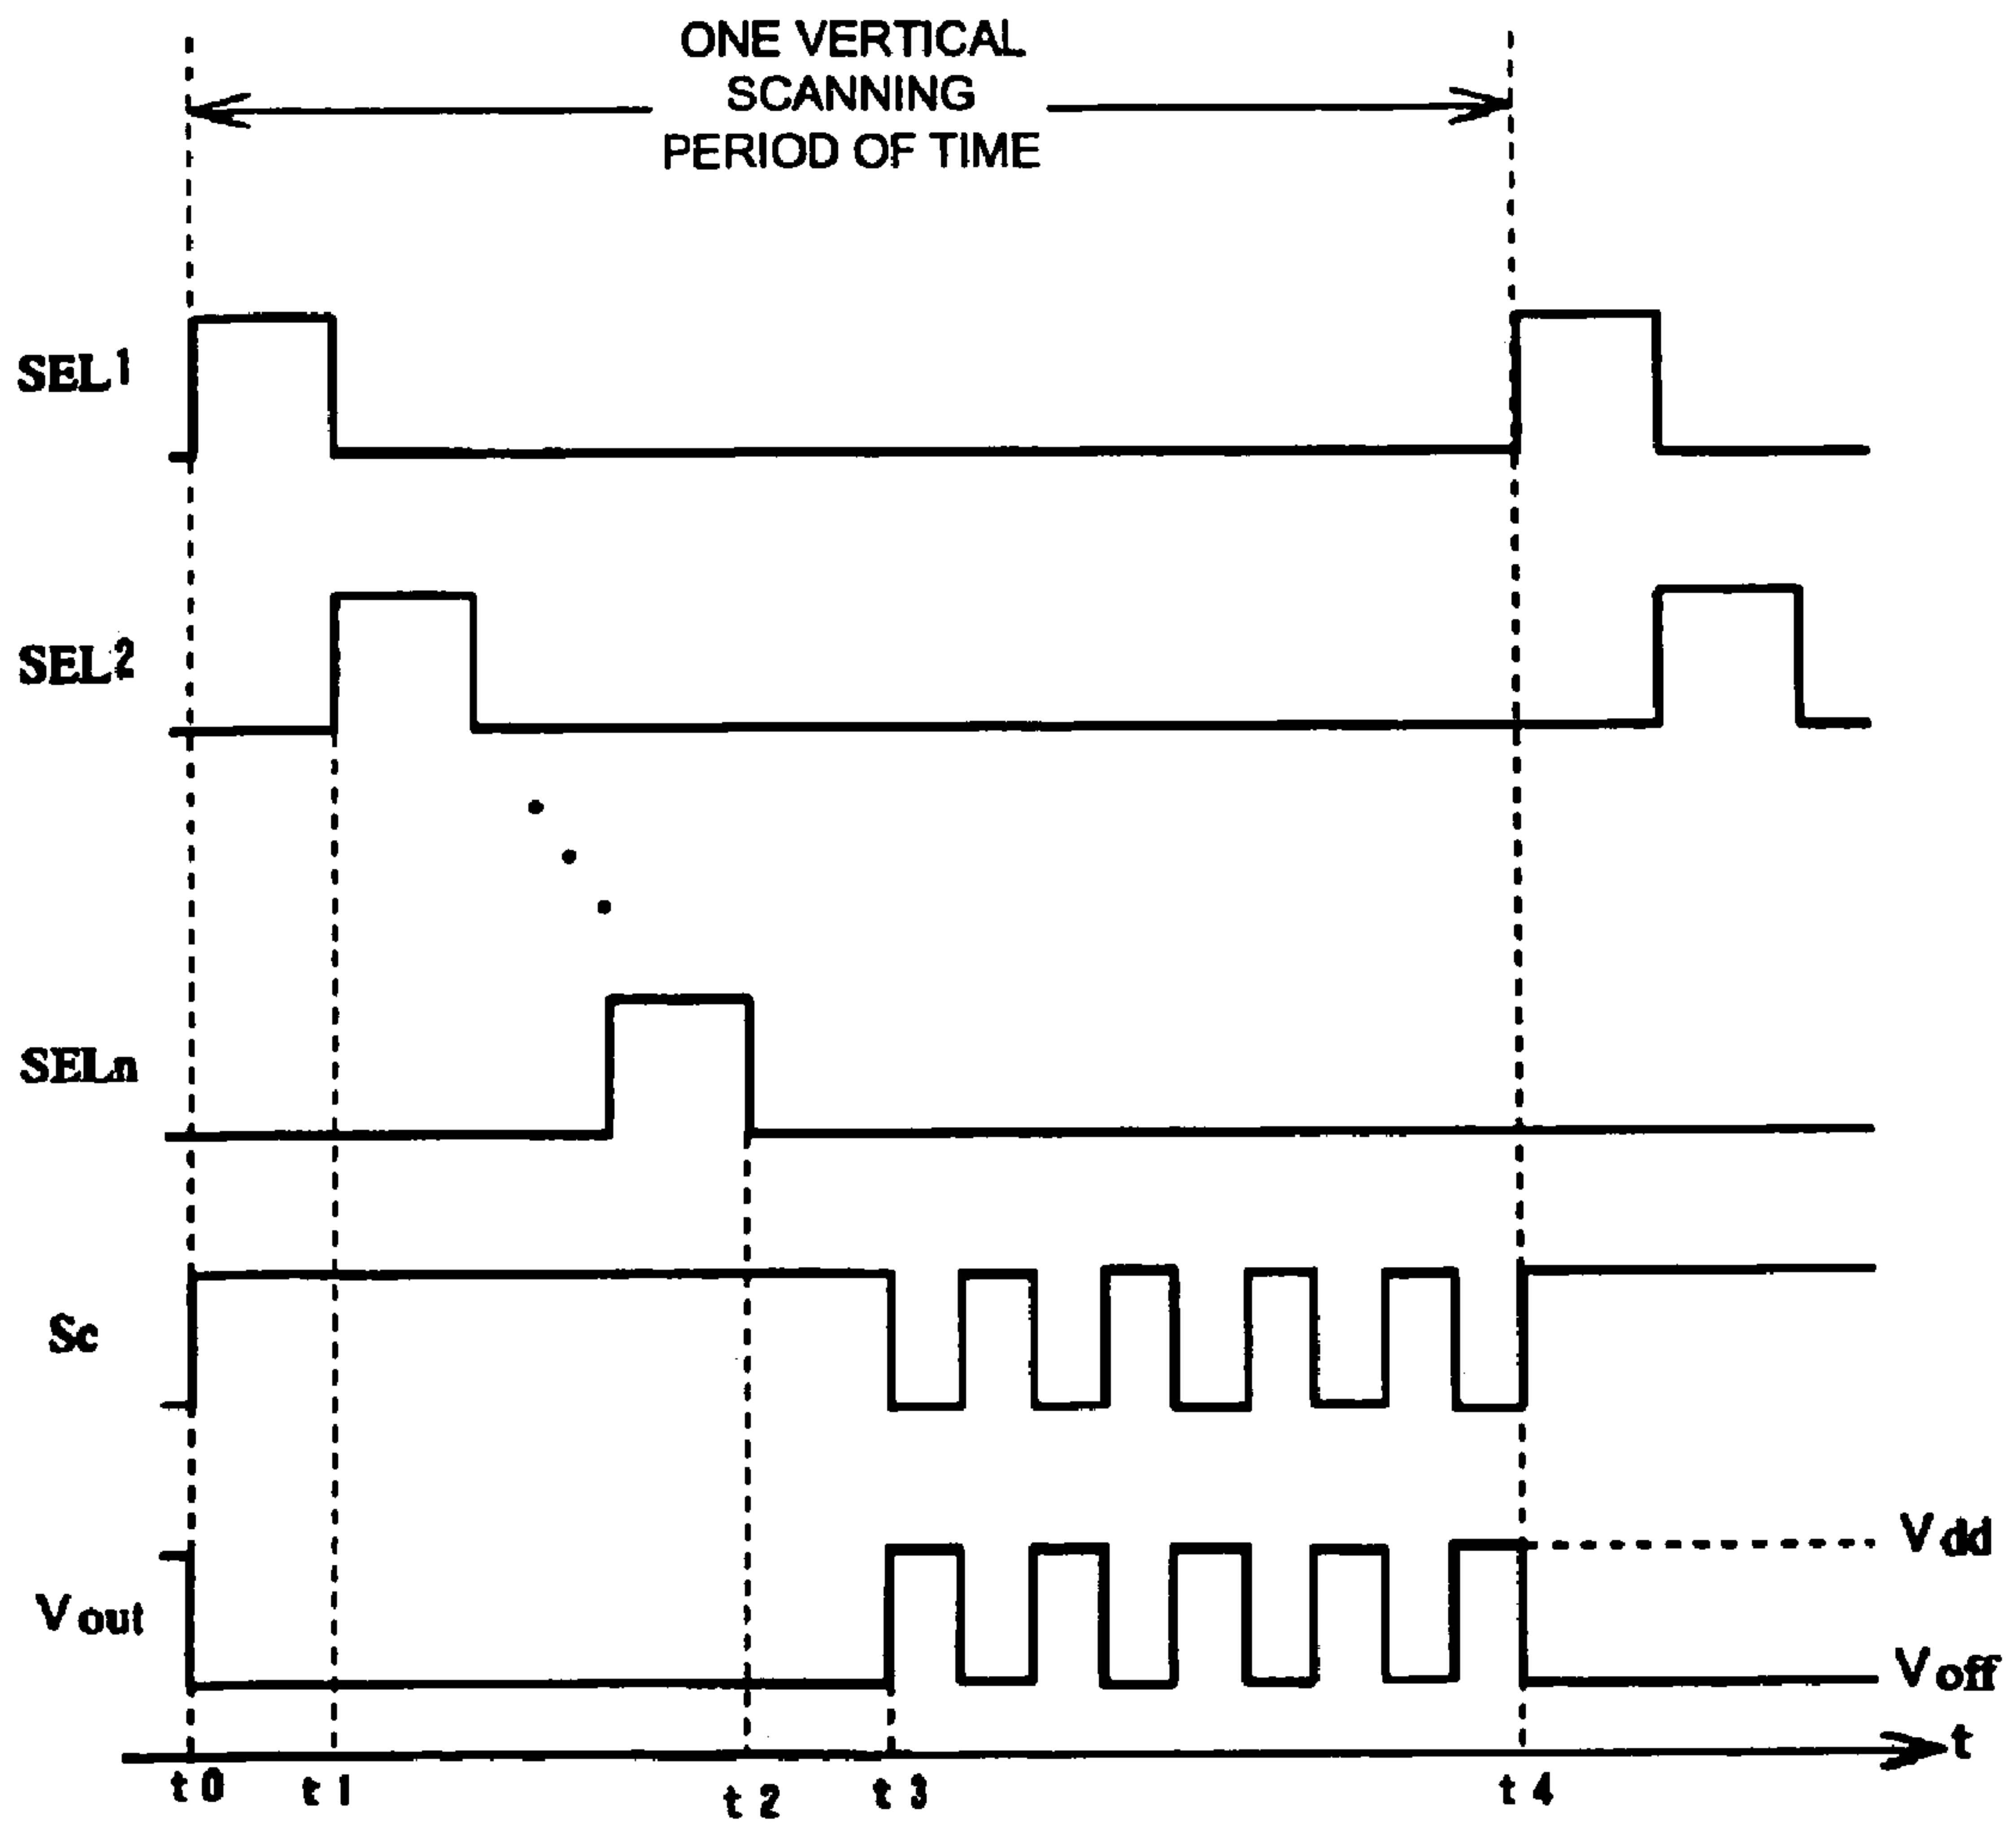 ONE VERTICAL
SCANNING
PERIOD OF TIME
SEL1
SEL2
SELn
Sc
Vdd
Vout
Voff
t
t0 t1 t2 t3 t4